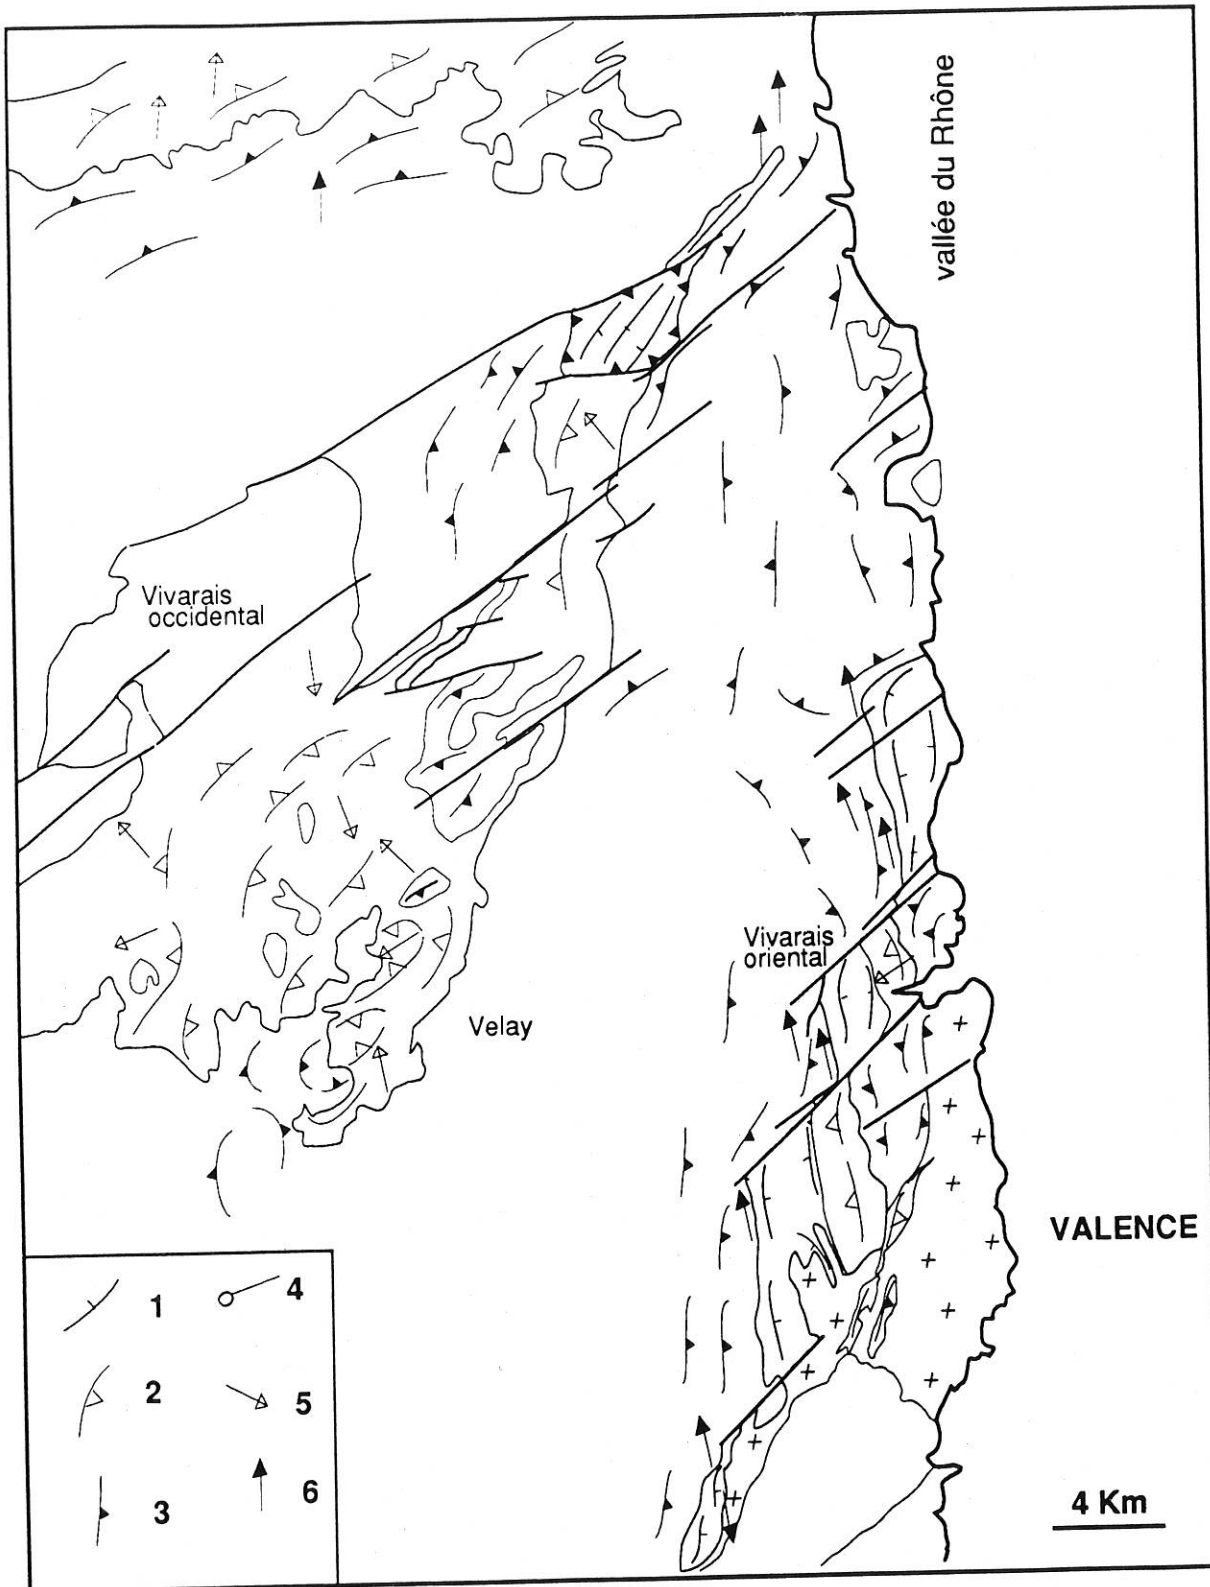 vallée du Rhône
Vivarais
occidental
Vivarais
oriental
Velay
VALENCE
1
4
2
5
3
6
4 Km